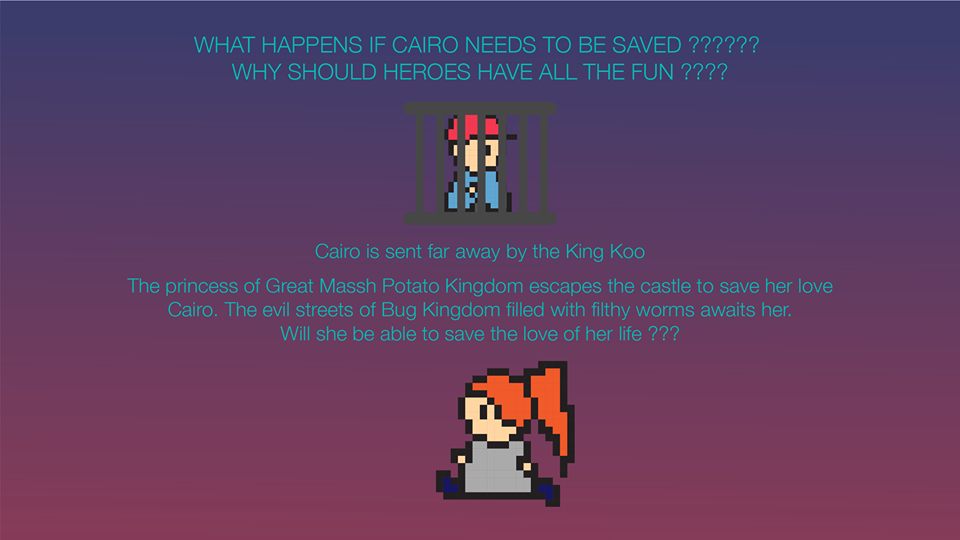 WHAT HAPPENS IF CAIRO NEEDS TO BE SAVED ??????
WHY SHOULD HEROES HAVE ALL THE FUN ????
Cairo is sent far away by the King Koo
The princess of Great Massh Potato Kingdom escapes the castle to save her love
Cairo. The evil streets of Bug Kingdom filled with filthy worms awaits her.
Will she be able to save the love of her life ???